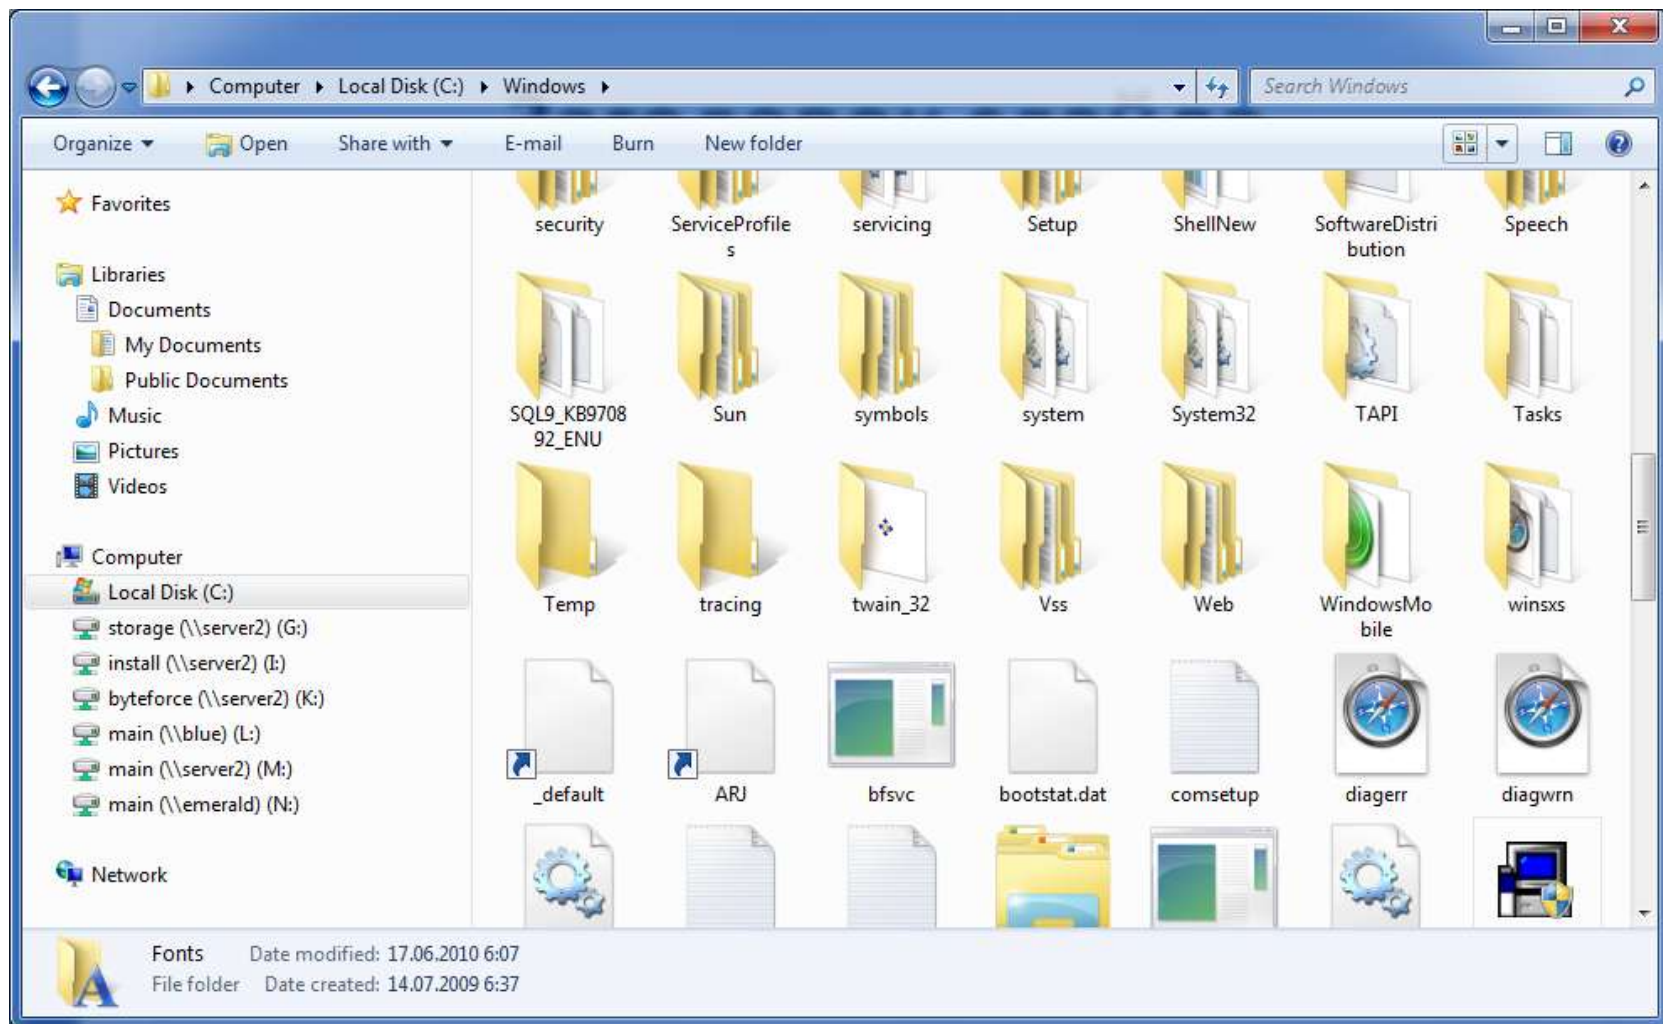 Computer ▸ Local Disk (C:) ▸ Windows ▸
Search Windows
Organize Open Share with E-mail Burn New folder
Favorites
Libraries
Documents
My Documents
Public Documents
Music
Pictures
Videos
Computer
Local Disk (C:)
storage (\\server2) (G:)
install (\\server2) (I:)
byteforce (\\server2) (K:)
main (\\blue) (L:)
main (\\server2) (M:)
main (\\emerald) (N:)
Network
security
ServiceProfile
s
servicing
Setup
ShellNew
SoftwareDistri
bution
Speech
SQL9_KB9708
92_ENU
Sun
symbols
system
System32
TAPI
Tasks
Temp
tracing
twain_32
Vss
Web
WindowsMo
bile
winsxs
_default
ARJ
bfsvc
bootstat.dat
comsetup
diagerr
diagwrn
Fonts Date modified: 17.06.2010 6:07
File folder Date created: 14.07.2009 6:37